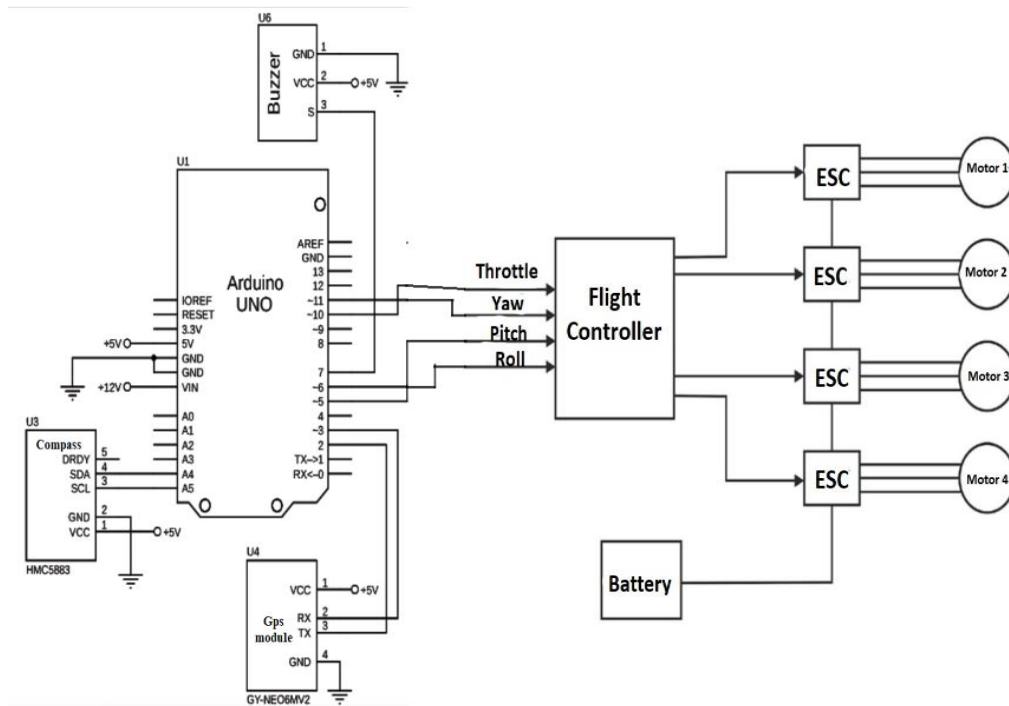 U6
Buzzer
GND 1
VCC 2
+5V
S 3
U1
Arduino
UNO
IOREF
RESET
3.3V
+5V
5V
GND
GND
+12V
VIN
A0
A1
A2
A3
A4
A5
AREF
GND
13
12
~11
~10
~9
8
7
~6
~5
4
~3
2
TX->1
RX<-0
U3
Compass
DRDY 5
SDA 4
SCL 3
GND 2
VCC 1
+5V
HMC5883
U4
Gps
module
VCC 1
+5V
RX 2
TX 3
GND 4
GY-NEO6MV2
Throttle
Yaw
Pitch
Roll
Flight
Controller
ESC
Motor 1
ESC
Motor 2
ESC
Motor 3
ESC
Motor 4
Battery